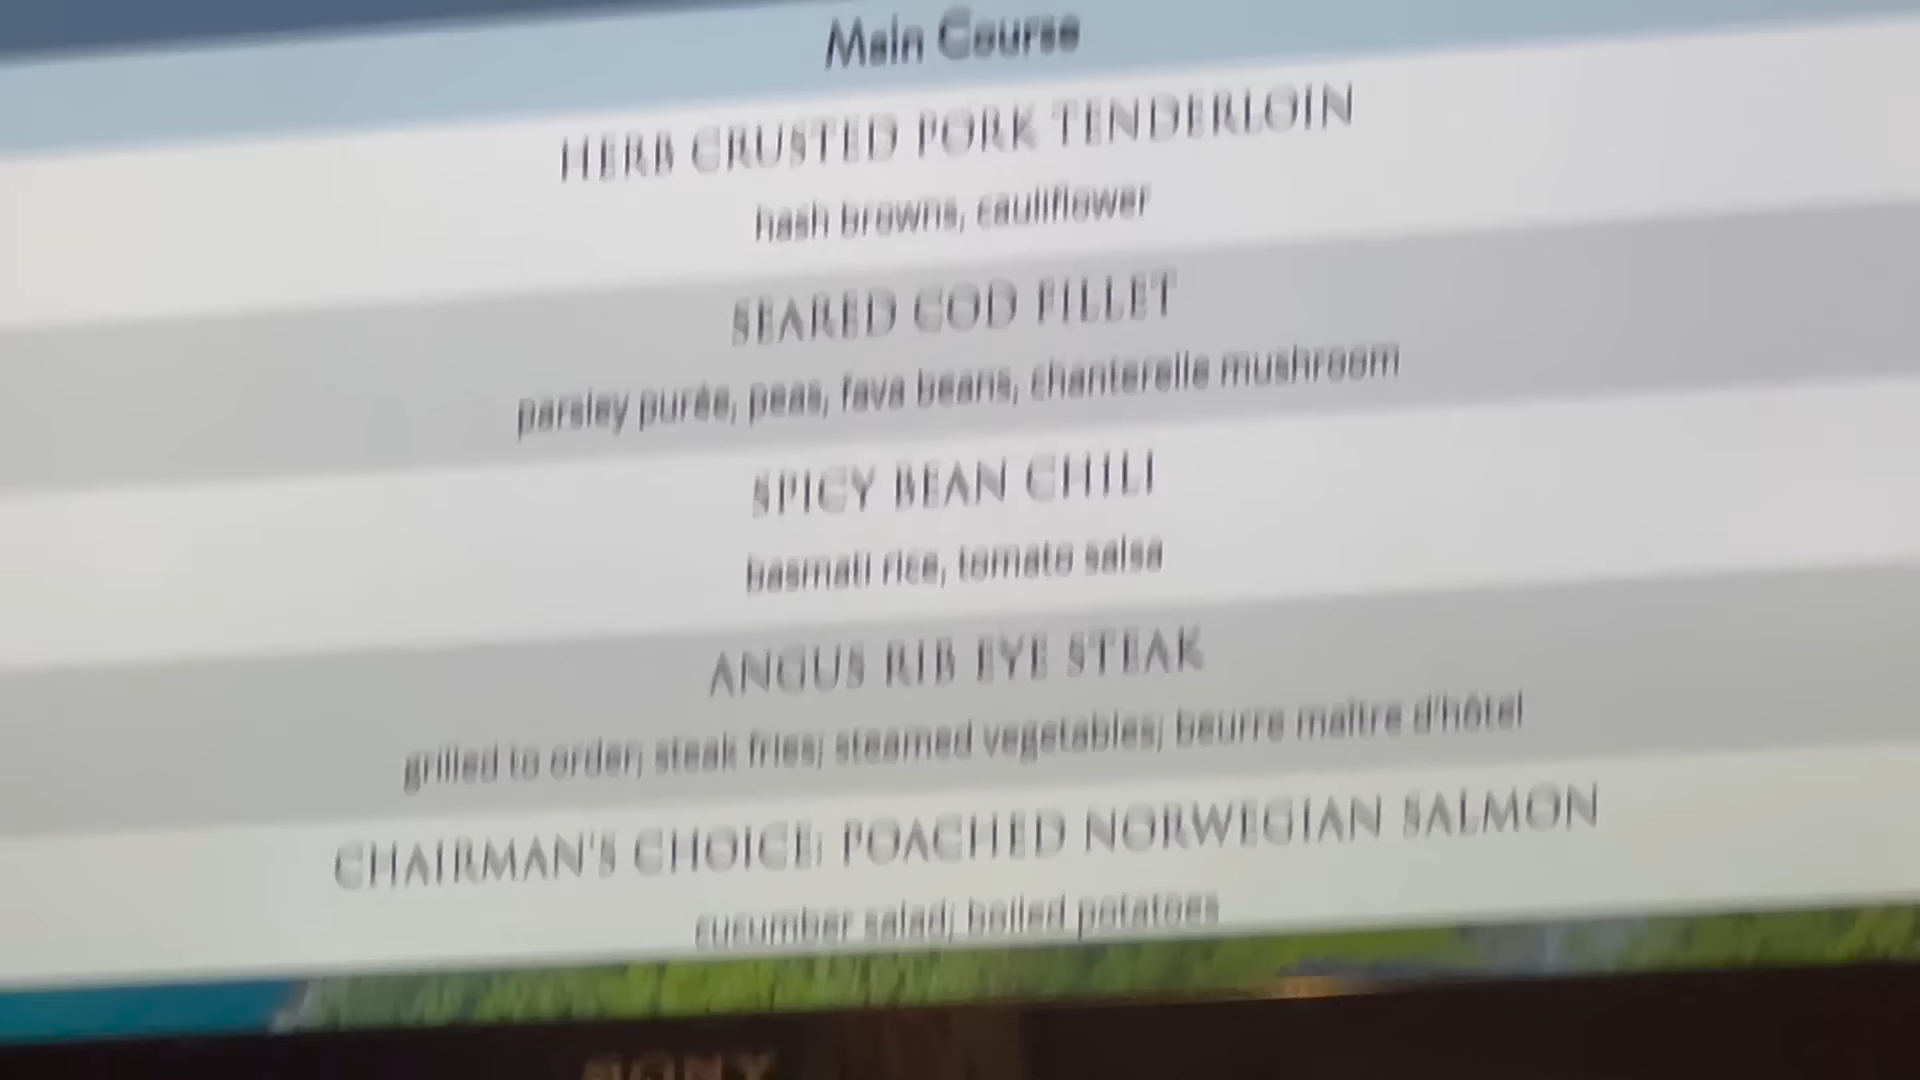 Main Course
HERB CRUSTED PORK TENDERLOIN
hash browns, cauliflower
SEARED COD FILLET
parsley purée, peas, fava beans, chanterelle mushroom
SPICY BEAN CHILI
basmati rice, tomato salsa
ANGUS RIB EYE STEAK
grilled to order; steak fries; steamed vegetables; beurre maître d'hôtel
CHAIRMAN'S CHOICE: POACHED NORWEGIAN SALMON
cucumber salad; boiled potatoes
SONY